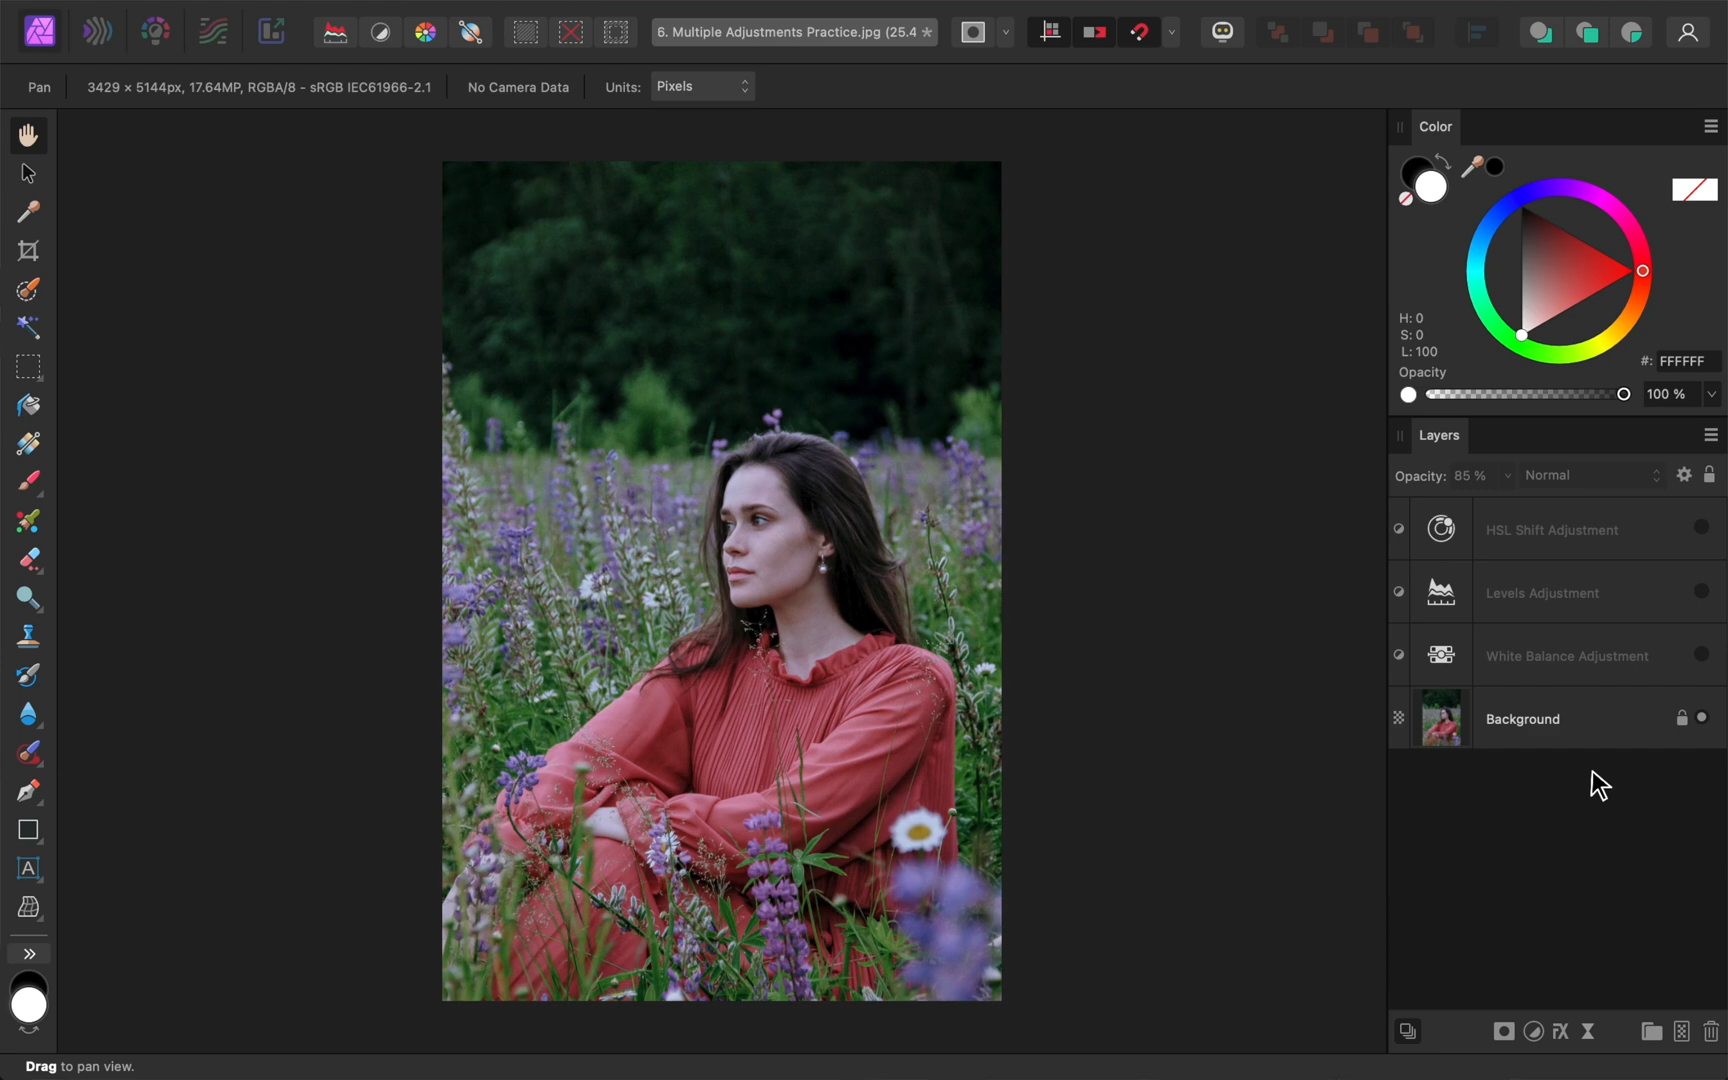 6. Multiple Adjustments Practice.jpg (25.4 *
Pan
3429 × 5144px, 17.64MP, RGBA/8 - sRGB IEC61966-2.1
No Camera Data
Units:
Pixels
Color
H: 0
S: 0
L: 100
#: FFFFFF
Opacity
100 %
Layers
Opacity: 85 %
Normal
HSL Shift Adjustment
Levels Adjustment
White Balance Adjustment
Background
A
FX
Drag to pan view.